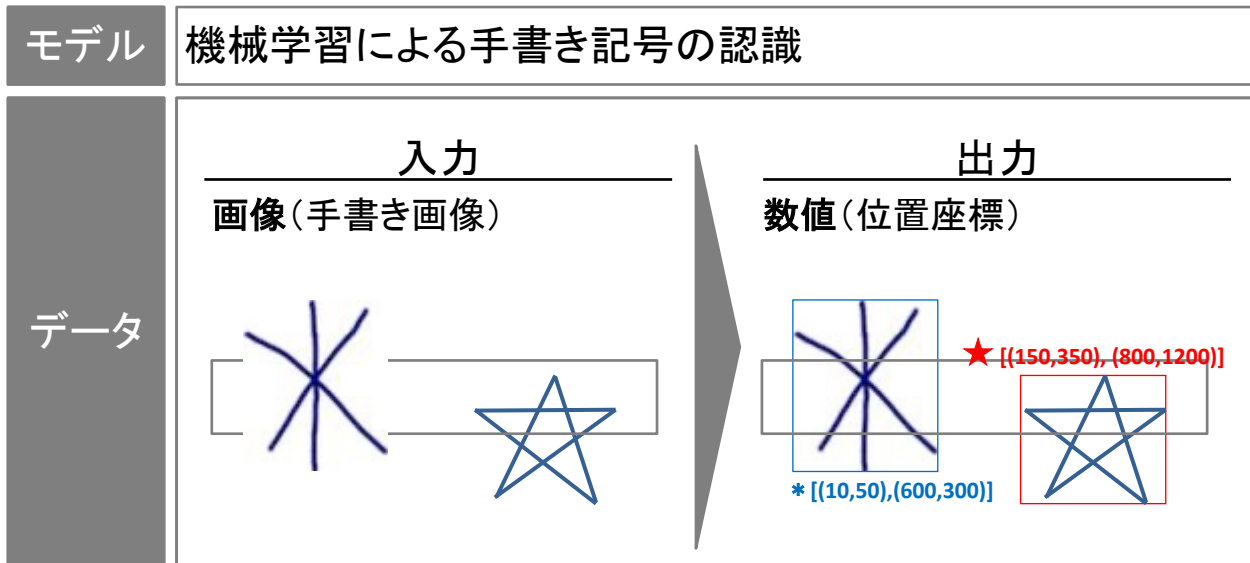 モデル
機械学習による手書き記号の認識
データ
入力
画像（手書き画像）
出力
数値（位置座標）
★ [(150,350), (800,1200)]
* [(10,50),(600,300)]